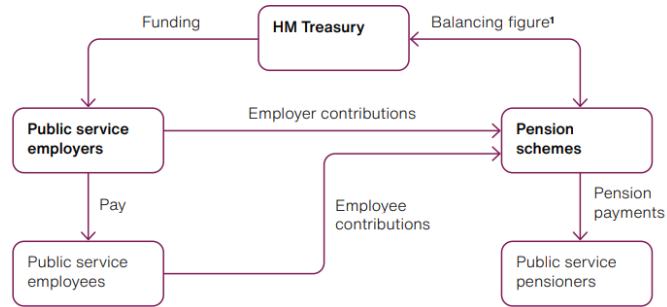 Funding
HM Treasury
Balancing figure¹
Public service
employers
Employer contributions
Pension
schemes
Pay
Employee
contributions
Pension
payments
Public service
employees
Public service
pensioners